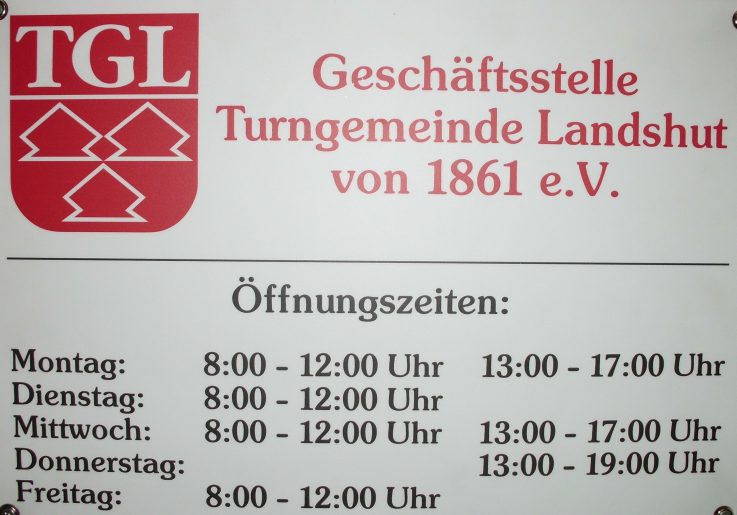 TGL
Geschäftsstelle
Turngemeinde Landshut
von 1861 e.V.
Öffnungszeiten:
Montag: 8:00 - 12:00 Uhr 13:00 - 17:00 Uhr
Dienstag: 8:00 - 12:00 Uhr
Mittwoch: 8:00 - 12:00 Uhr 13:00 - 17:00 Uhr
Donnerstag: 13:00 - 19:00 Uhr
Freitag: 8:00 - 12:00 Uhr